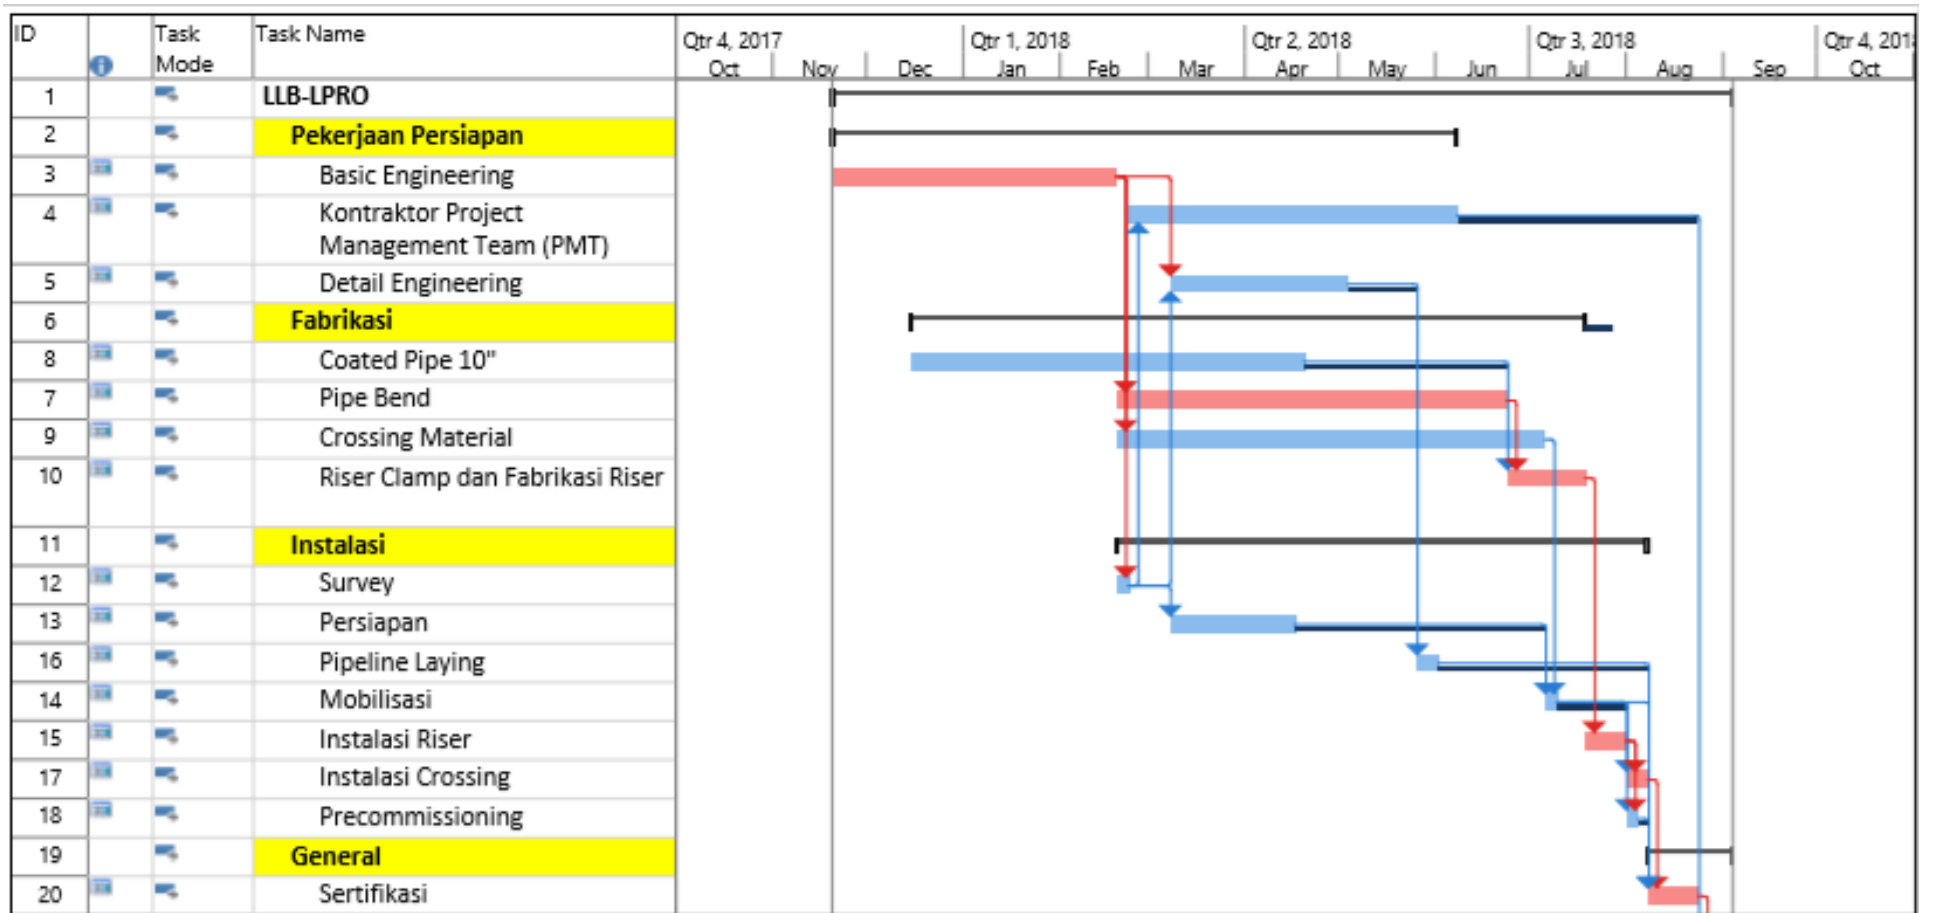 ID Task Mode Task Name Qtr 4, 2017 Qtr 1, 2018 Qtr 2, 2018 Qtr 3, 2018 Qtr 4, 201
Oct Nov Dec Jan Feb Mar Apr May Jun Jul Aug Sep Oct
1 LLB-LPRO
2 Pekerjaan Persiapan
3 Basic Engineering
4 Kontraktor Project
Management Team (PMT)
5 Detail Engineering
6 Fabrikasi
8 Coated Pipe 10"
7 Pipe Bend
9 Crossing Material
10 Riser Clamp dan Fabrikasi Riser
11 Instalasi
12 Survey
13 Persiapan
16 Pipeline Laying
14 Mobilisasi
15 Instalasi Riser
17 Instalasi Crossing
18 Precommissioning
19 General
20 Sertifikasi